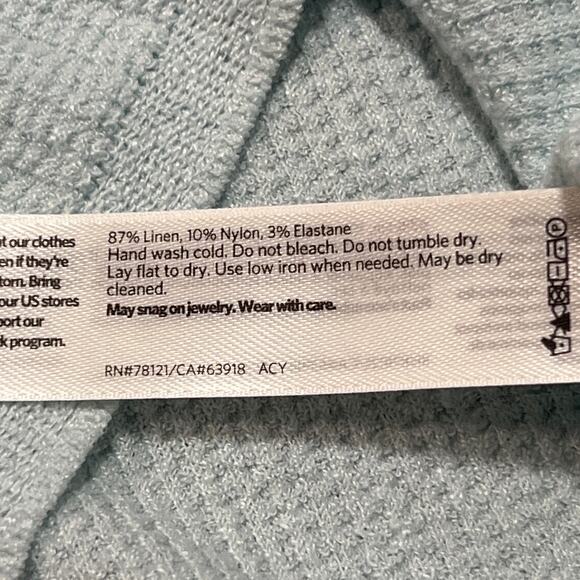 t our clothes
en if they're
torn. Bring
our US stores
port our
k program.
87% Linen, 10% Nylon, 3% Elastane
Hand wash cold. Do not bleach. Do not tumble dry.
Lay flat to dry. Use low iron when needed. May be dry
cleaned.
May snag on jewelry. Wear with care.
RN#78121/CA#63918 ACY